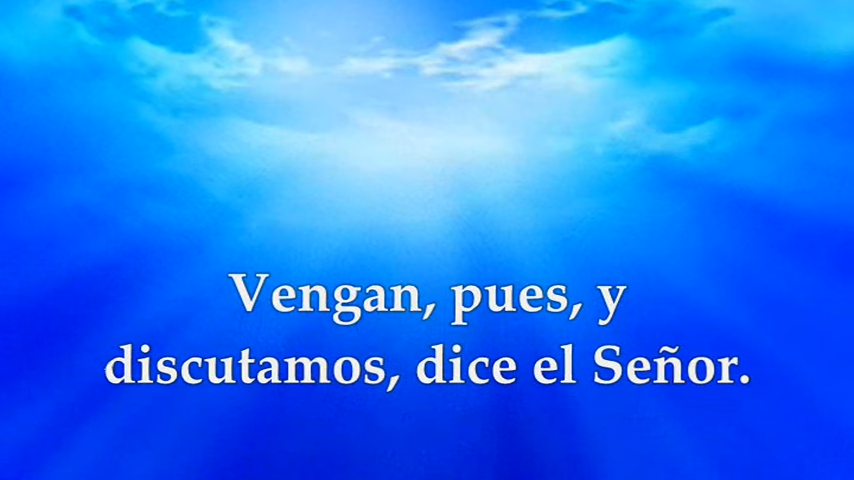 Vengan, pues, y
discutamos, dice el Señor.